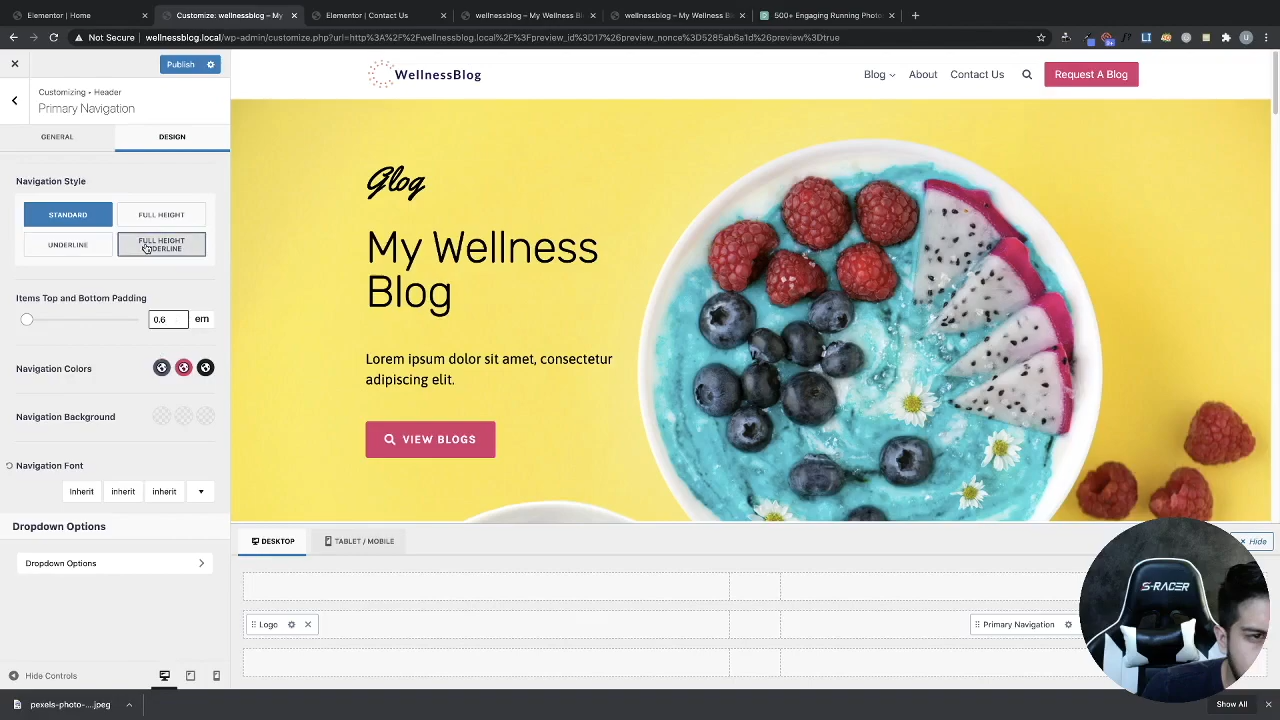 Elementor | Home
Customize: wellnessblog – My
Elementor | Contact Us
wellnessblog – My Wellness Bl
wellnessblog – My Wellness B
500+ Engaging Running Photo
Not Secure
wellnessblog.local/wp-admin/customize.php?url=http%3A%2F%2Fwellnessblog.local%2F%3Fpreview_id%3D17%26preview_nonce%3D5285ab6a1d%26preview%3Dtrue
Publish
WellnessBlog
Blog
About
Contact Us
Request A Blog
Customizing • Header
Primary Navigation
GENERAL
DESIGN
Navigation Style
STANDARD
FULL HEIGHT
UNDERLINE
FULL HEIGHT
UNDERLINE
Items Top and Bottom Padding
0.6
em
Navigation Colors
Navigation Background
Navigation Font
Inherit
inherit
inherit
Dropdown Options
Dropdown Options
Hide Controls
Glog
My Wellness
Blog
Lorem ipsum dolor sit amet, consectetur
adipiscing elit.
VIEW BLOGS
DESKTOP
TABLET / MOBILE
Hide
Logo
Primary Navigation
S-RACER
pexels-photo-....jpeg
Show All